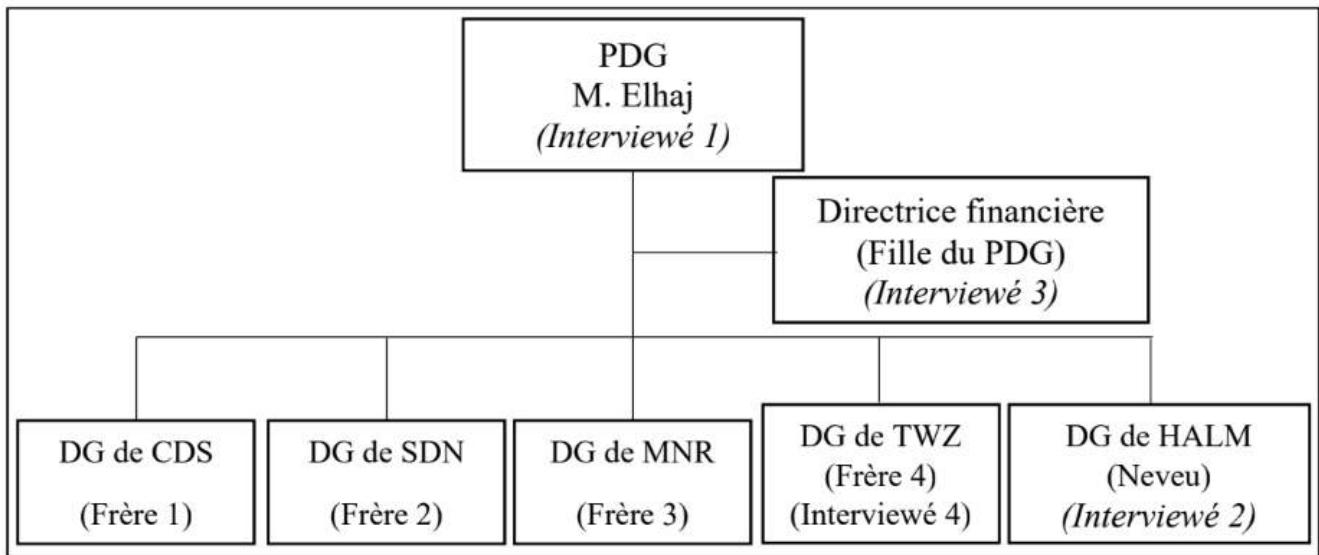 PDG
M. Elhaj
(Interviewé 1)
Directrice financière
(Fille du PDG)
(Interviewé 3)
DG de CDS
(Frère 1)
DG de SDN
(Frère 2)
DG de MNR
(Frère 3)
DG de TWZ
(Frère 4)
(Interviewé 4)
DG de HALM
(Neveu)
(Interviewé 2)